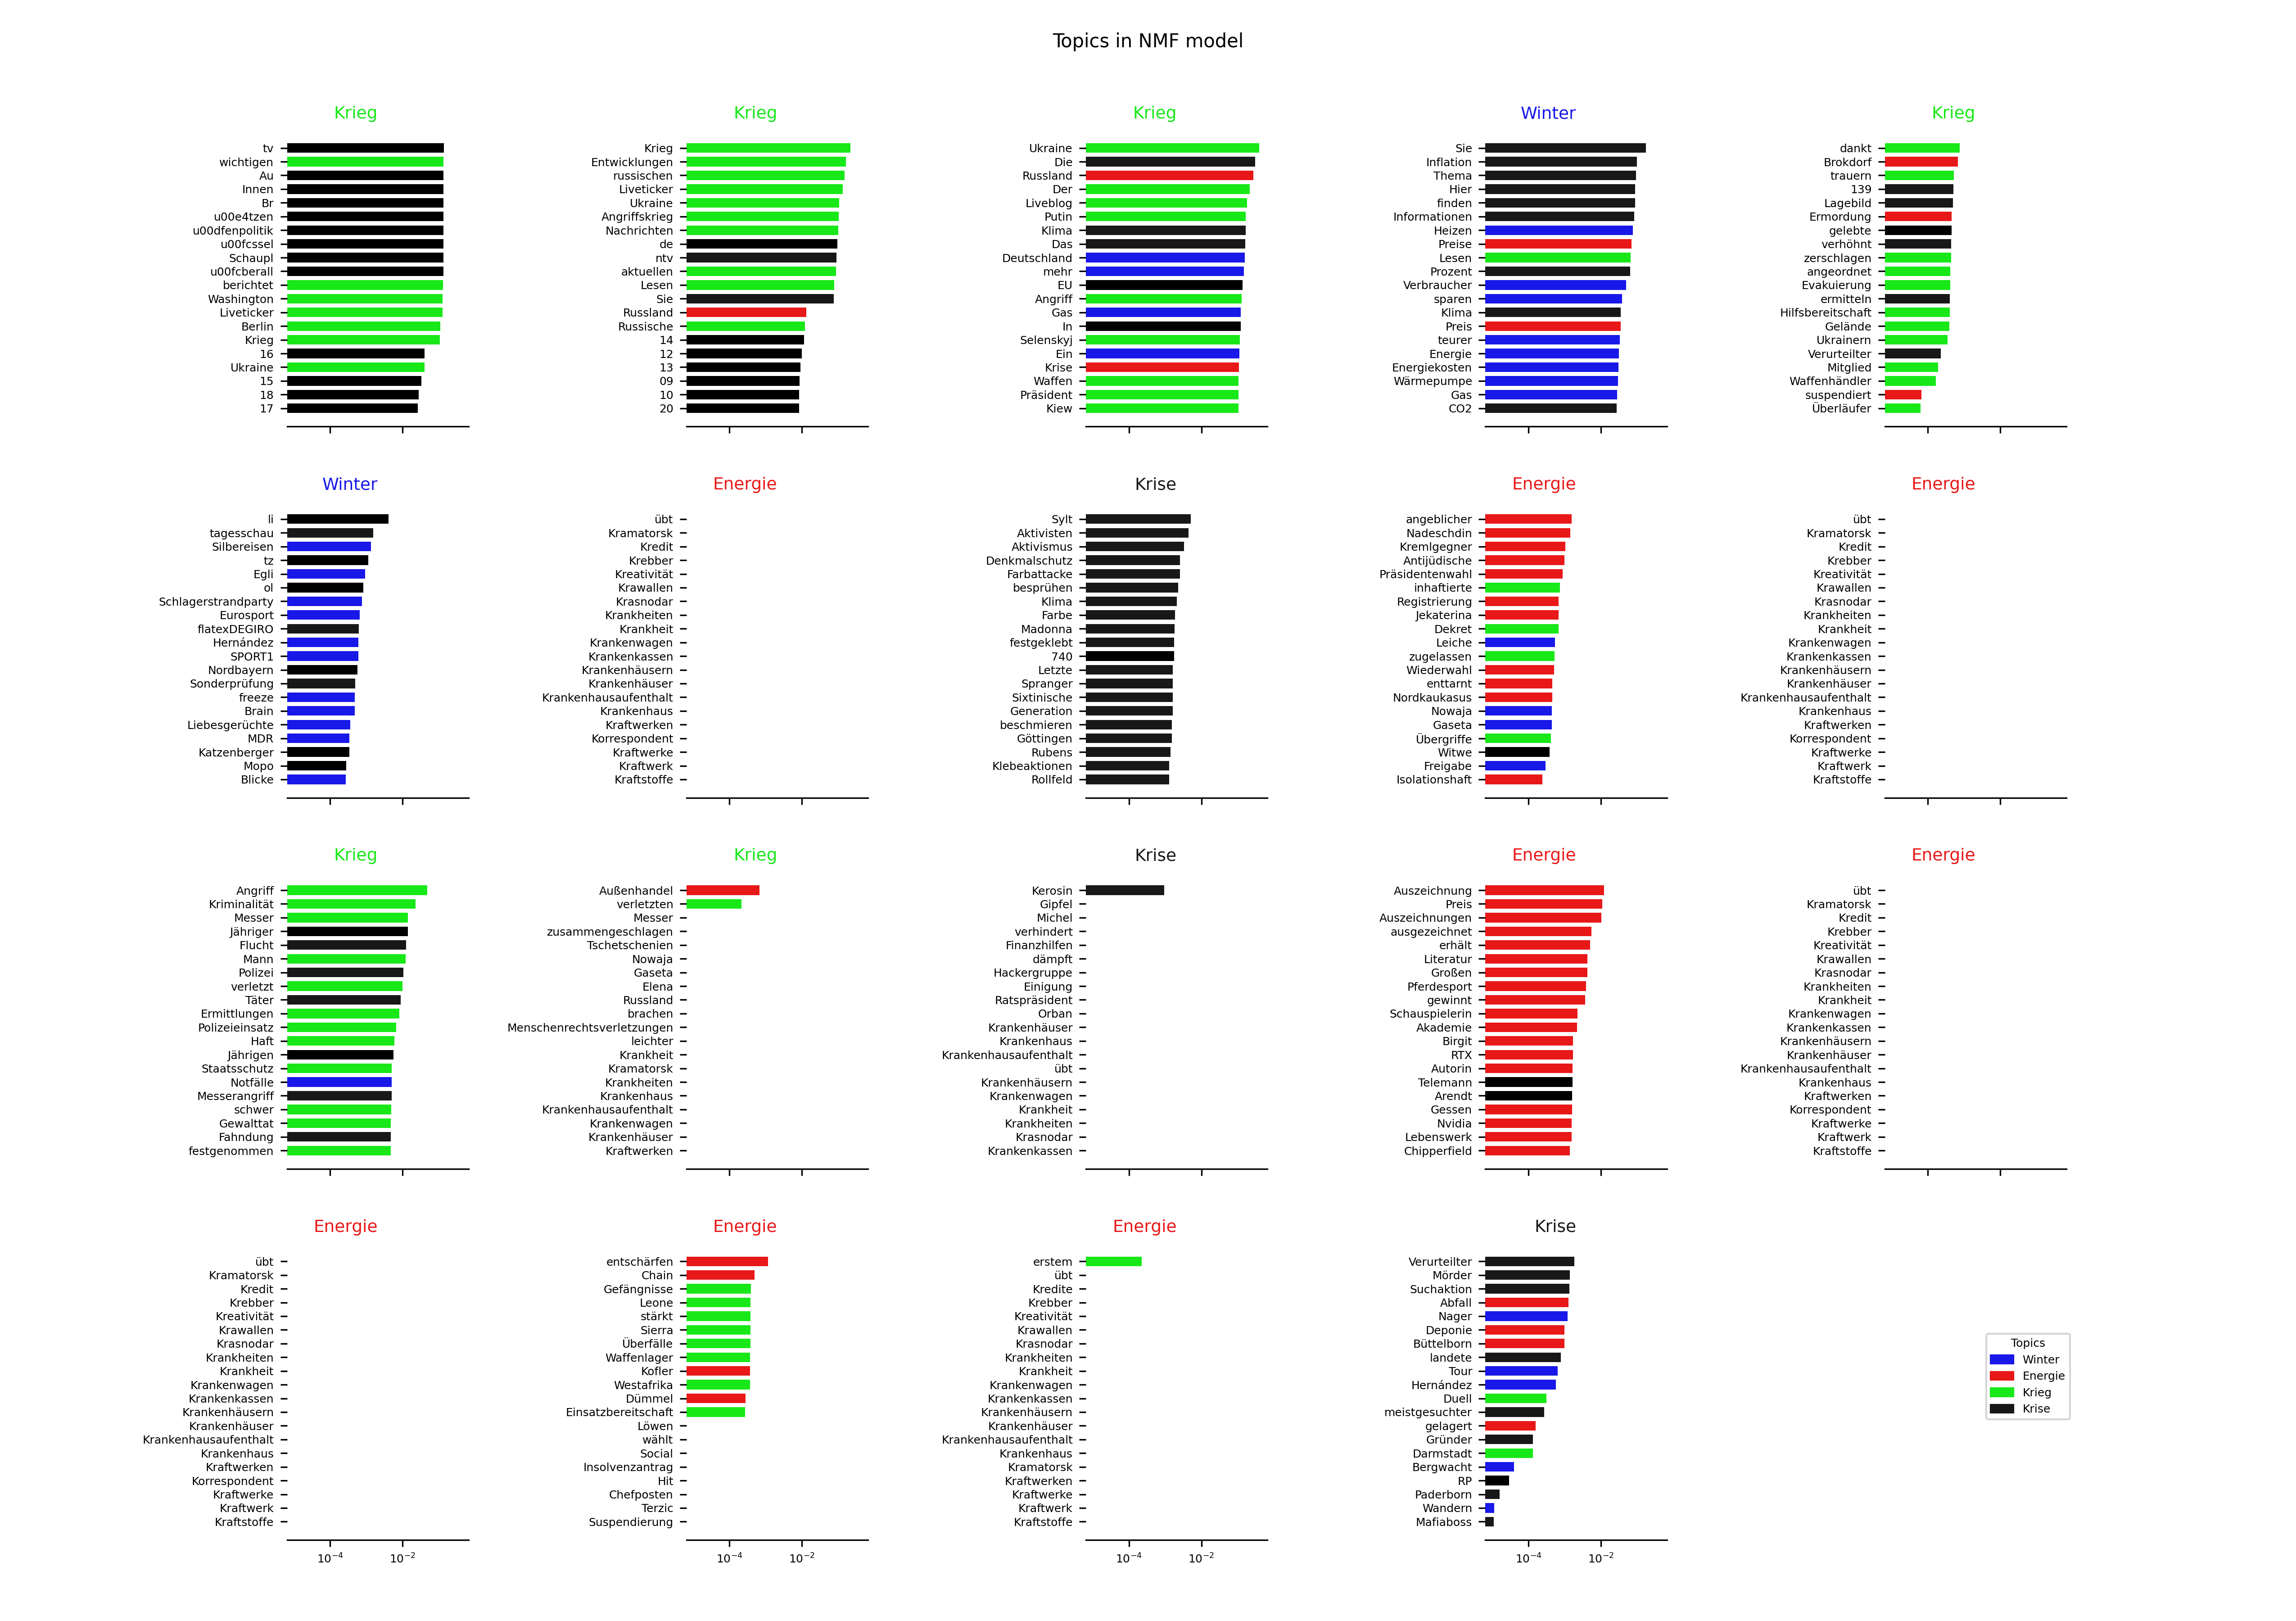 Topics in NMF model
Krieg
tv
wichtigen
Au
Innen
Br
u00e4tzen
u00dfenpolitik
u00fcssel
Schaupl
u00fcberall
berichtet
Washington
Liveticker
Berlin
Krieg
16
Ukraine
15
18
17
Krieg
Krieg
Entwicklungen
russischen
Liveticker
Ukraine
Angriffskrieg
Nachrichten
de
ntv
aktuellen
Lesen
Sie
Russland
Russische
14
12
13
09
10
20
Krieg
Ukraine
Die
Russland
Der
Liveblog
Putin
Klima
Das
Deutschland
mehr
EU
Angriff
Gas
In
Selenskyj
Ein
Krise
Waffen
Präsident
Kiew
Winter
Sie
Inflation
Thema
Hier
finden
Informationen
Heizen
Preise
Lesen
Prozent
Verbraucher
sparen
Klima
Preis
teurer
Energie
Energiekosten
Wärmepumpe
Gas
CO2
Krieg
dankt
Brokdorf
trauern
139
Lagebild
Ermordung
gelebte
verhöhnt
zerschlagen
angeordnet
Evakuierung
ermitteln
Hilfsbereitschaft
Gelände
Ukrainern
Verurteilter
Mitglied
Waffenhändler
suspendiert
Überläufer
Winter
li
tagesschau
Silbereisen
tz
Egli
ol
Schlagerstrandparty
Eurosport
flatexDEGIRO
Hernández
SPORT1
Nordbayern
Sonderprüfung
freeze
Brain
Liebesgerüchte
MDR
Katzenberger
Mopo
Blicke
Energie
übt
Kramatorsk
Kredit
Krebber
Kreativität
Krawallen
Krasnodar
Krankheiten
Krankheit
Krankenwagen
Krankenkassen
Krankenhäusern
Krankenhäuser
Krankenhausaufenthalt
Krankenhaus
Kraftwerken
Korrespondent
Kraftwerke
Kraftwerk
Kraftstoffe
Krise
Sylt
Aktivisten
Aktivismus
Denkmalschutz
Farbattacke
besprühen
Klima
Farbe
Madonna
festgeklebt
740
Letzte
Spranger
Sixtinische
Generation
beschmieren
Göttingen
Rubens
Klebeaktionen
Rollfeld
Energie
angeblicher
Nadeschdin
Kremlgegner
Antijüdische
Präsidentenwahl
inhaftierte
Registrierung
Jekaterina
Dekret
Leiche
zugelassen
Wiederwahl
enttarnt
Nordkaukasus
Nowaja
Gaseta
Übergriffe
Witwe
Freigabe
Isolationshaft
Energie
übt
Kramatorsk
Kredit
Krebber
Kreativität
Krawallen
Krasnodar
Krankheiten
Krankheit
Krankenwagen
Krankenkassen
Krankenhäusern
Krankenhäuser
Krankenhausaufenthalt
Krankenhaus
Kraftwerken
Korrespondent
Kraftwerke
Kraftwerk
Kraftstoffe
Krieg
Angriff
Kriminalität
Messer
Jähriger
Flucht
Mann
Polizei
verletzt
Täter
Ermittlungen
Polizeieinsatz
Haft
Jährigen
Staatsschutz
Notfälle
Messerangriff
schwer
Gewalttat
Fahndung
festgenommen
Krieg
Außenhandel
verletzten
Messer
zusammengeschlagen
Tschetschenien
Nowaja
Gaseta
Elena
Russland
brachen
Menschenrechtsverletzungen
leichter
Krankheit
Kramatorsk
Krankheiten
Krankenhaus
Krankenhausaufenthalt
Krankenwagen
Krankenhäuser
Kraftwerken
Krise
Kerosin
Gipfel
Michel
verhindert
Finanzhilfen
dämpft
Hackergruppe
Einigung
Ratspräsident
Orban
Krankenhäuser
Krankenhaus
Krankenhausaufenthalt
übt
Krankenhäusern
Krankenwagen
Krankheit
Krankheiten
Krasnodar
Krankenkassen
Energie
Auszeichnung
Preis
Auszeichnungen
ausgezeichnet
erhält
Literatur
Großen
Pferdesport
gewinnt
Schauspielerin
Akademie
Birgit
RTX
Autorin
Telemann
Arendt
Gessen
Nvidia
Lebenswerk
Chipperfield
Energie
übt
Kramatorsk
Kredit
Krebber
Kreativität
Krawallen
Krasnodar
Krankheiten
Krankheit
Krankenwagen
Krankenkassen
Krankenhäusern
Krankenhäuser
Krankenhausaufenthalt
Krankenhaus
Kraftwerken
Korrespondent
Kraftwerke
Kraftwerk
Kraftstoffe
Energie
übt
Kramatorsk
Kredit
Krebber
Kreativität
Krawallen
Krasnodar
Krankheiten
Krankheit
Krankenwagen
Krankenkassen
Krankenhäusern
Krankenhäuser
Krankenhausaufenthalt
Krankenhaus
Kraftwerken
Korrespondent
Kraftwerke
Kraftwerk
Kraftstoffe
10⁻⁴ 10⁻²
Energie
entschärfen
Chain
Gefängnisse
Leone
stärkt
Sierra
Überfälle
Waffenlager
Kofler
Westafrika
Dümmel
Einsatzbereitschaft
Löwen
wählt
Social
Insolvenzantrag
Hit
Chefposten
Terzic
Suspendierung
10⁻⁴ 10⁻²
Energie
erstem
übt
Kredite
Krebber
Kreativität
Krawallen
Krasnodar
Krankheiten
Krankheit
Krankenwagen
Krankenkassen
Krankenhäusern
Krankenhäuser
Krankenhausaufenthalt
Krankenhaus
Kramatorsk
Kraftwerken
Kraftwerke
Kraftwerk
Kraftstoffe
10⁻⁴ 10⁻²
Krise
Verurteilter
Mörder
Suchaktion
Abfall
Nager
Deponie
Büttelborn
landete
Tour
Hernández
Duell
meistgesuchter
gelagert
Gründer
Darmstadt
Bergwacht
RP
Paderborn
Wandern
Mafiaboss
10⁻⁴ 10⁻²
Topics
Winter
Energie
Krieg
Krise